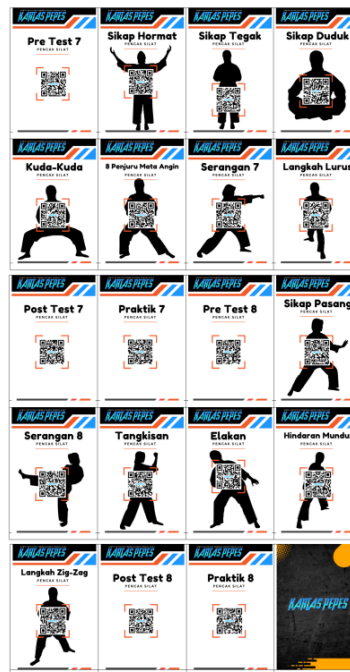 KARTAS PEPES
Pre Test 7
PENCAK SILAT
KARTAS PEPES
Sikap Hormat
PENCAK SILAT
KARTAS PEPES
Sikap Tegak
PENCAK SILAT
KARTAS PEPES
Sikap Duduk
PENCAK SILAT
KARTAS PEPES
Kuda-Kuda
PENCAK SILAT
KARTAS PEPES
8 Penjuru Mata Angin
PENCAK SILAT
KARTAS PEPES
Serangan 7
PENCAK SILAT
KARTAS PEPES
Langkah Lurus
PENCAK SILAT
KARTAS PEPES
Post Test 7
PENCAK SILAT
KARTAS PEPES
Praktik 7
PENCAK SILAT
KARTAS PEPES
Pre Test 8
PENCAK SILAT
KARTAS PEPES
Sikap Pasang
PENCAK SILAT
KARTAS PEPES
Serangan 8
PENCAK SILAT
KARTAS PEPES
Tangkisan
PENCAK SILAT
KARTAS PEPES
Elakan
PENCAK SILAT
KARTAS PEPES
Hindaran Mundu
PENCAK SILAT
KARTAS PEPES
Langkah Zig-Zag
PENCAK SILAT
KARTAS PEPES
Post Test 8
PENCAK SILAT
KARTAS PEPES
Praktik 8
PENCAK SILAT
KARTAS PEPES